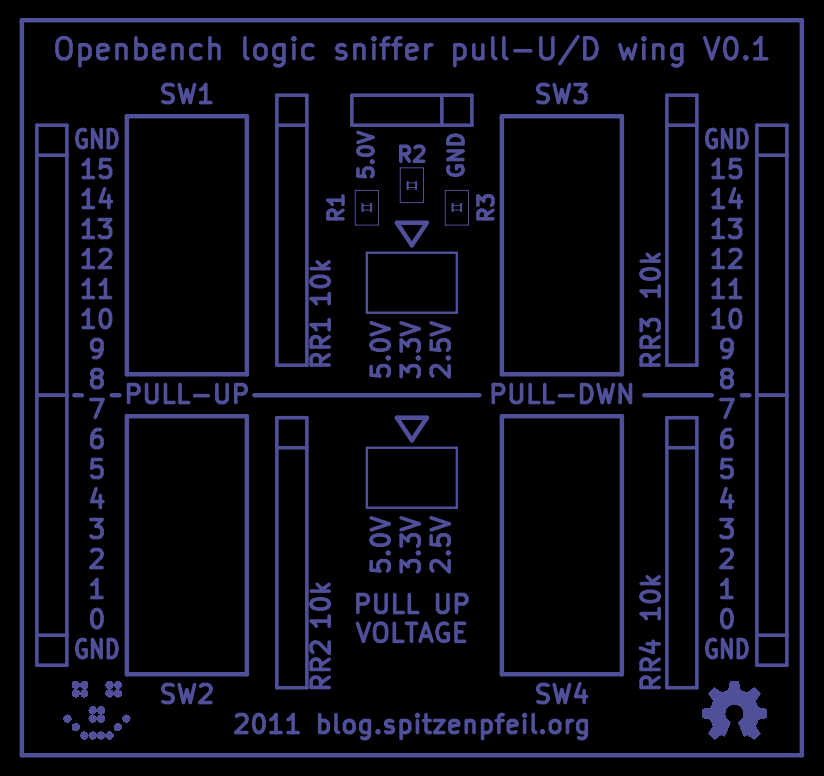 Openbench logic sniffer pull-U/D wing V0.1
SW1
SW3
GND
15
14
13
12
11
10
9
8
7
6
5
4
3
2
1
0
GND
5.0V
R2
GND
R1
R3
RR1 10k
5.0V
3.3V
2.5V
RR3 10k
PULL-UP
PULL-DWN
RR2 10k
5.0V
3.3V
2.5V
PULL UP
VOLTAGE
RR4 10k
GND
15
14
13
12
11
10
9
8
7
6
5
4
3
2
1
0
GND
SW2
SW4
2011 blog.spitzenpfeil.org